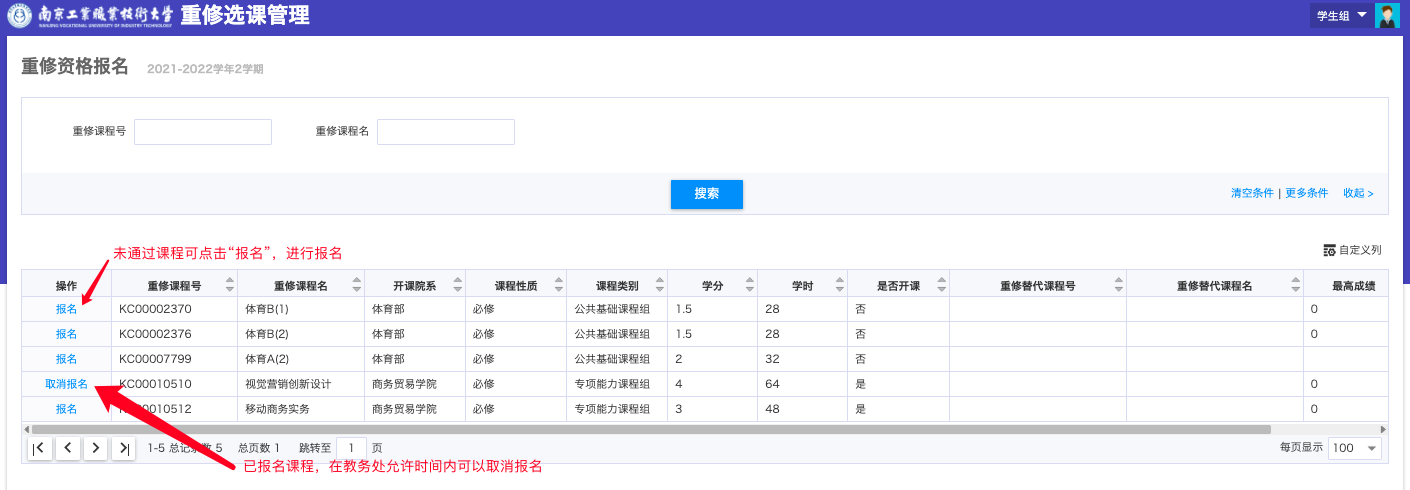 南京工业職業技術大学 重修选课管理 学生组
NANJING VOCATIONAL UNIVERSITY OF INDUSTRY TECHNOLOGY
重修资格报名 2021-2022学年2学期
重修课程号 重修课程名
搜索 清空条件 | 更多条件 收起 >
未通过课程可点击“报名”，进行报名
自定义列
操作 重修课程号 重修课程名 开课院系 课程性质 课程类别 学分 学时 是否开课 重修替代课程号 重修替代课程名 最高成绩
报名 KC00002370 体育B(1) 体育部 必修 公共基础课程组 1.5 28 否 0
报名 KC00002376 体育B(2) 体育部 必修 公共基础课程组 1.5 28 否 0
报名 KC00007799 体育A(2) 体育部 必修 公共基础课程组 2 32 否
取消报名 KC00010510 视觉营销创新设计 商务贸易学院 必修 专项能力课程组 4 64 是 0
报名 KC00010512 移动商务实务 商务贸易学院 必修 专项能力课程组 3 48 是 0
1-5 总记录数 5 总页数 1 跳转至 1 页 每页显示 100
已报名课程，在教务处允许时间内可以取消报名